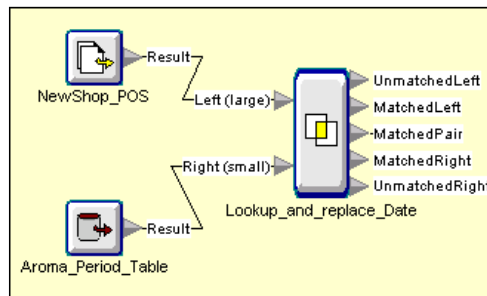 Result
NewShop_POS
Left (large)
Right (small)
Result
Aroma_Period_Table
UnmatchedLeft
MatchedLeft
MatchedPair
MatchedRight
UnmatchedRight
Lookup_and_replace_Date